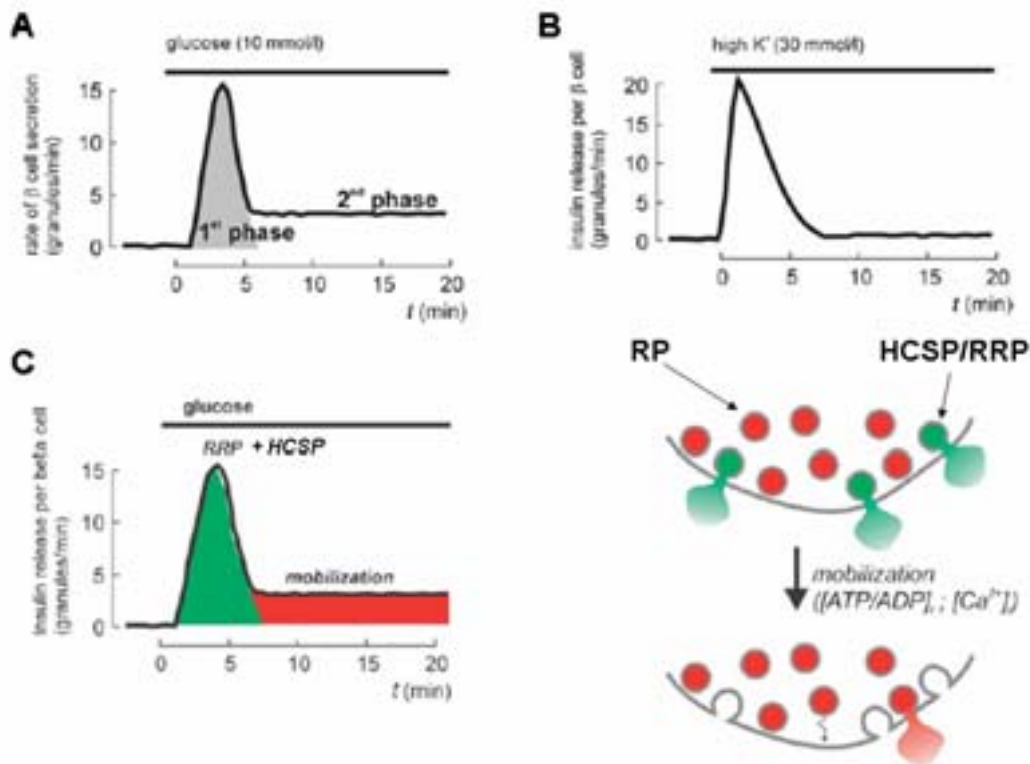 A
glucose (10 mmol/l)
rate of β cell secretion
(granules/min)
15
10
5
0
1st phase
2nd phase
0
5
10
15
20
t (min)
B
high K+ (30 mmol/l)
insulin release per β cell
(granules/min)
20
15
10
5
0
0
5
10
15
20
t (min)
C
glucose
RRP + HCSP
insulin release per beta cell
(granules/min)
15
10
5
0
mobilization
0
5
10
15
20
t (min)
RP
HCSP/RRP
mobilization
([ATP/ADP]i ; [Ca2+])